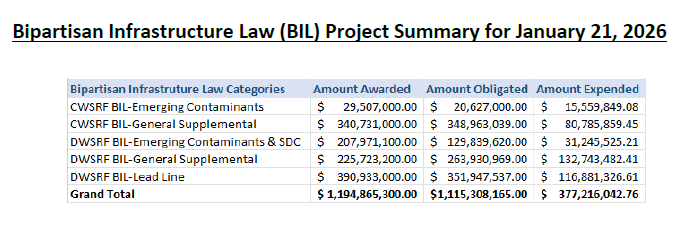 Bipartisan Infrastructure Law (BIL) Project Summary for January 21, 2026
Bipartisan Infrastruture Law Categories Amount Awarded Amount Obligated Amount Expended
CWSRF BIL-Emerging Contaminants $ 29,507,000.00 $ 20,627,000.00 $ 15,559,849.08
CWSRF BIL-General Supplemental $ 340,731,000.00 $ 348,963,039.00 $ 80,785,859.45
DWSRF BIL-Emerging Contaminants & SDC $ 207,971,100.00 $ 129,839,620.00 $ 31,245,525.21
DWSRF BIL-General Supplemental $ 225,723,200.00 $ 263,930,969.00 $ 132,743,482.41
DWSRF BIL-Lead Line $ 390,933,000.00 $ 351,947,537.00 $ 116,881,326.61
Grand Total $ 1,194,865,300.00 $1,115,308,165.00 $ 377,216,042.76